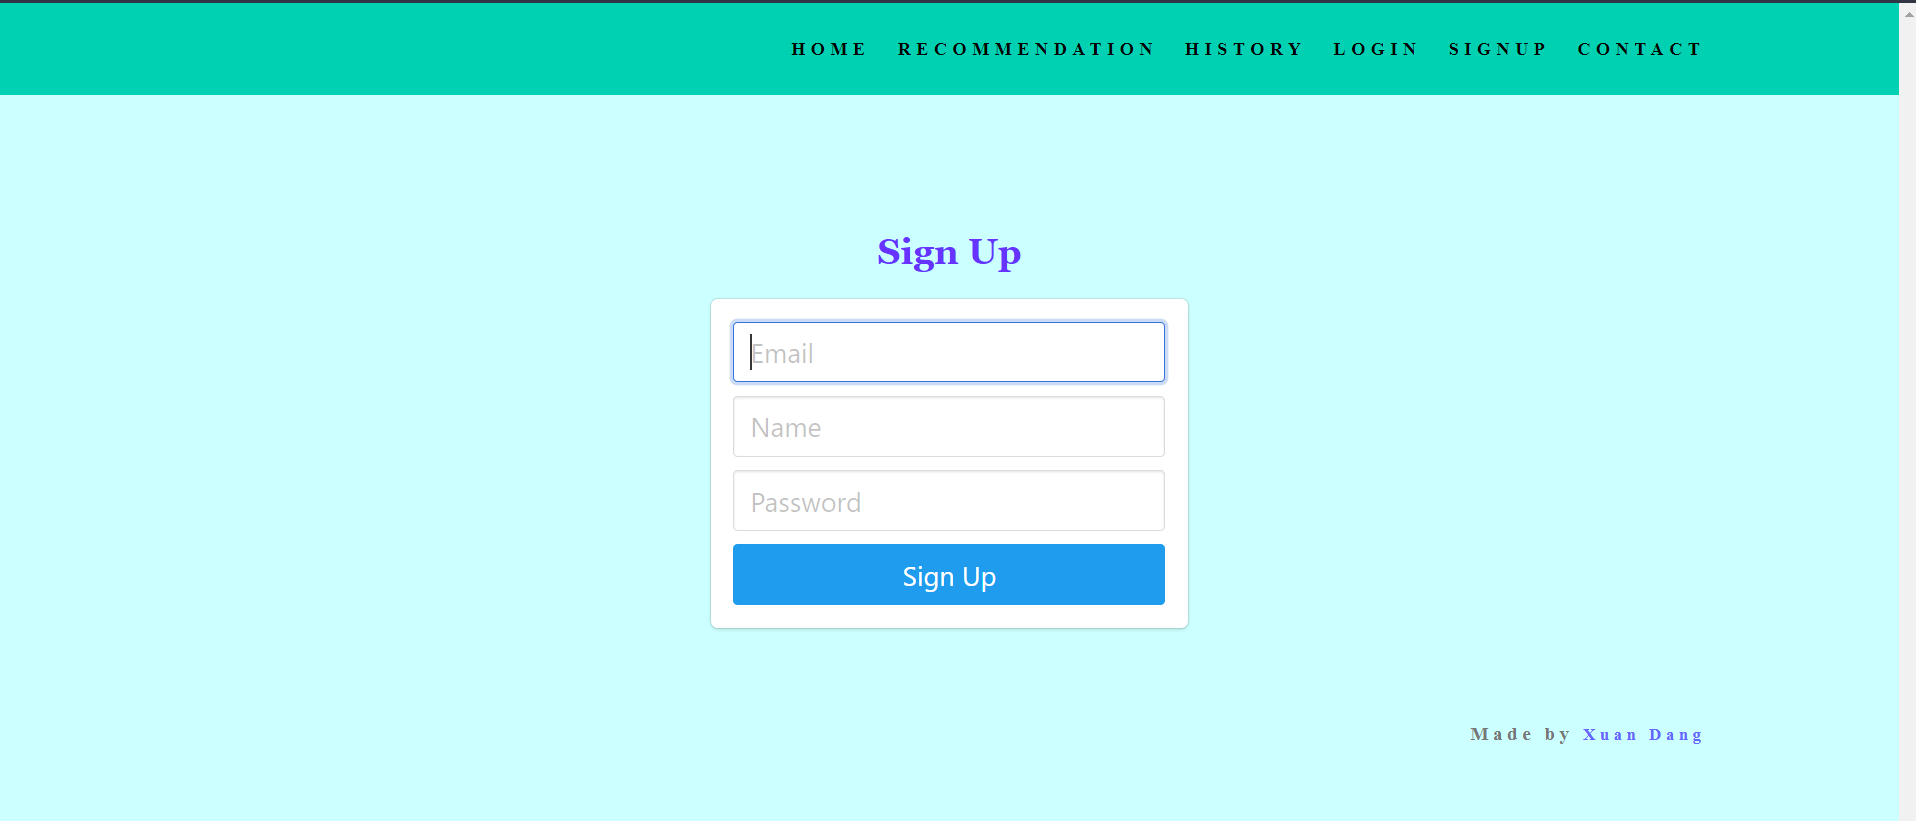 HOME RECOMMENDATION HISTORY LOGIN SIGNUP CONTACT
Sign Up
Email
Name
Password
Sign Up
Made by Xuan Dang